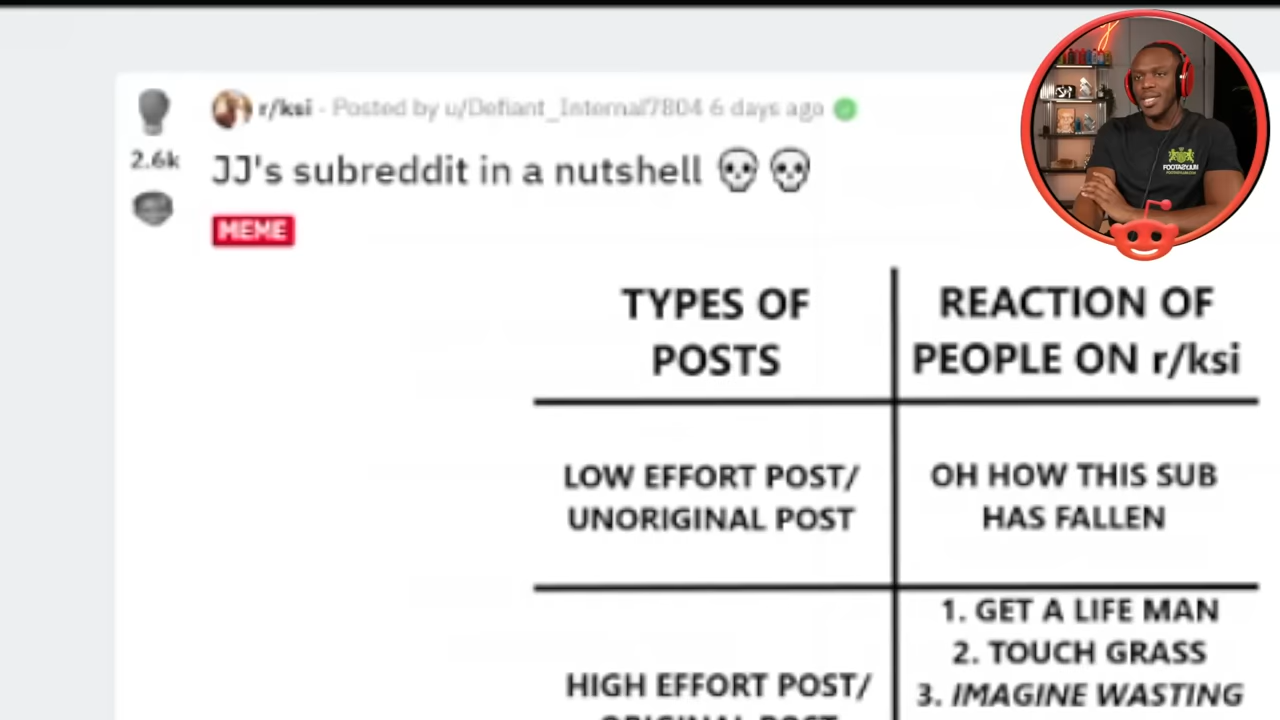 r/ksi - Posted by u/Defiant_Internal7804 6 days ago
2.6k
JJ's subreddit in a nutshell 💀💀
MEME
TYPES OF
POSTS
REACTION OF
PEOPLE ON r/ksi
LOW EFFORT POST/
UNORIGINAL POST
OH HOW THIS SUB
HAS FALLEN
HIGH EFFORT POST/
ORIGINAL POST
1. GET A LIFE MAN
2. TOUCH GRASS
3. IMAGINE WASTING